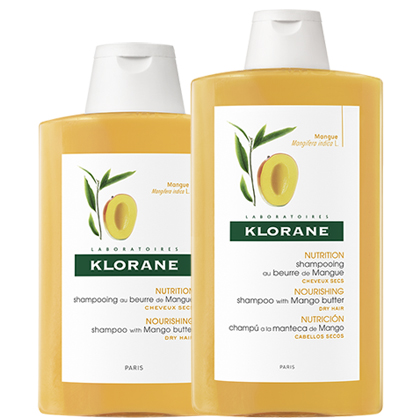 Mangue
Mangifera indica L.
LABORATOIRES
KLORANE
NUTRITION
shampooing
au beurre de Mangue
CHEVEUX SECS
NOURISHING
shampoo with Mango butter
DRY HAIR
PARIS
Mangue
Mangifera indica L.
LABORATOIRES
KLORANE
NUTRITION
shampooing
au beurre de Mangue
CHEVEUX SECS
NOURISHING
shampoo with Mango butter
DRY HAIR
NUTRICIÓN
champú a la manteca de Mango
CABELLOS SECOS
PARIS